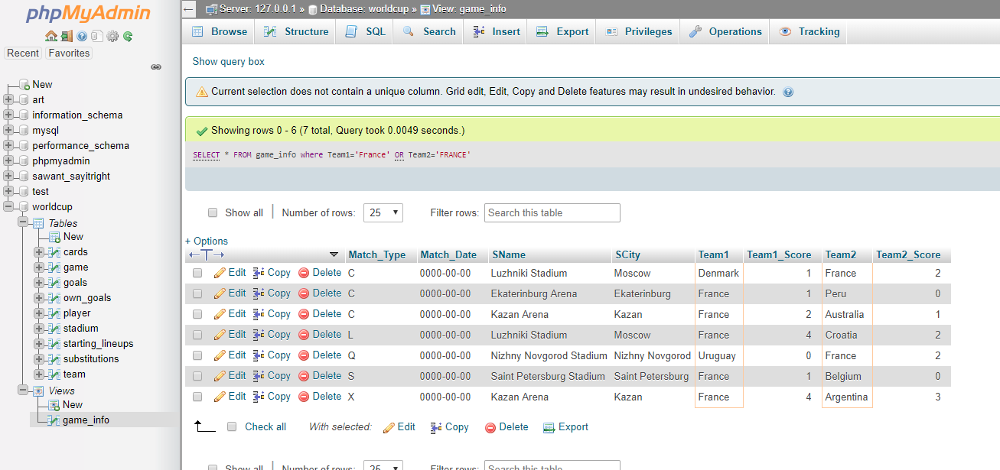 phpMyAdmin
Recent Favorites
New
art
information_schema
mysql
performance_schema
phpmyadmin
sawant_sayitright
test
worldcup
Tables
New
cards
game
goals
own_goals
player
stadium
starting_lineups
substitutions
team
Views
New
game_info
Server: 127.0.0.1 » Database: worldcup » View: game_info
Browse Structure SQL Search Insert Export Privileges Operations Tracking
Show query box
Current selection does not contain a unique column. Grid edit, Edit, Copy and Delete features may result in undesired behavior.
Showing rows 0 - 6 (7 total, Query took 0.0049 seconds.)
SELECT * FROM game_info where Team1='France' OR Team2='FRANCE'
Show all | Number of rows: 25 Filter rows: Search this table
+ Options
←T→ Match_Type Match_Date SName SCity Team1 Team1_Score Team2 Team2_Score
Edit Copy Delete C 0000-00-00 Luzhniki Stadium Moscow Denmark 1 France 2
Edit Copy Delete C 0000-00-00 Ekaterinburg Arena Ekaterinburg France 1 Peru 0
Edit Copy Delete C 0000-00-00 Kazan Arena Kazan France 2 Australia 1
Edit Copy Delete L 0000-00-00 Luzhniki Stadium Moscow France 4 Croatia 2
Edit Copy Delete Q 0000-00-00 Nizhny Novgorod Stadium Nizhny Novgorod Uruguay 0 France 2
Edit Copy Delete S 0000-00-00 Saint Petersburg Stadium Saint Petersburg France 1 Belgium 0
Edit Copy Delete X 0000-00-00 Kazan Arena Kazan France 4 Argentina 3
Check all With selected: Edit Copy Delete Export
Show all | Number of rows: 25 Filter rows: Search this table